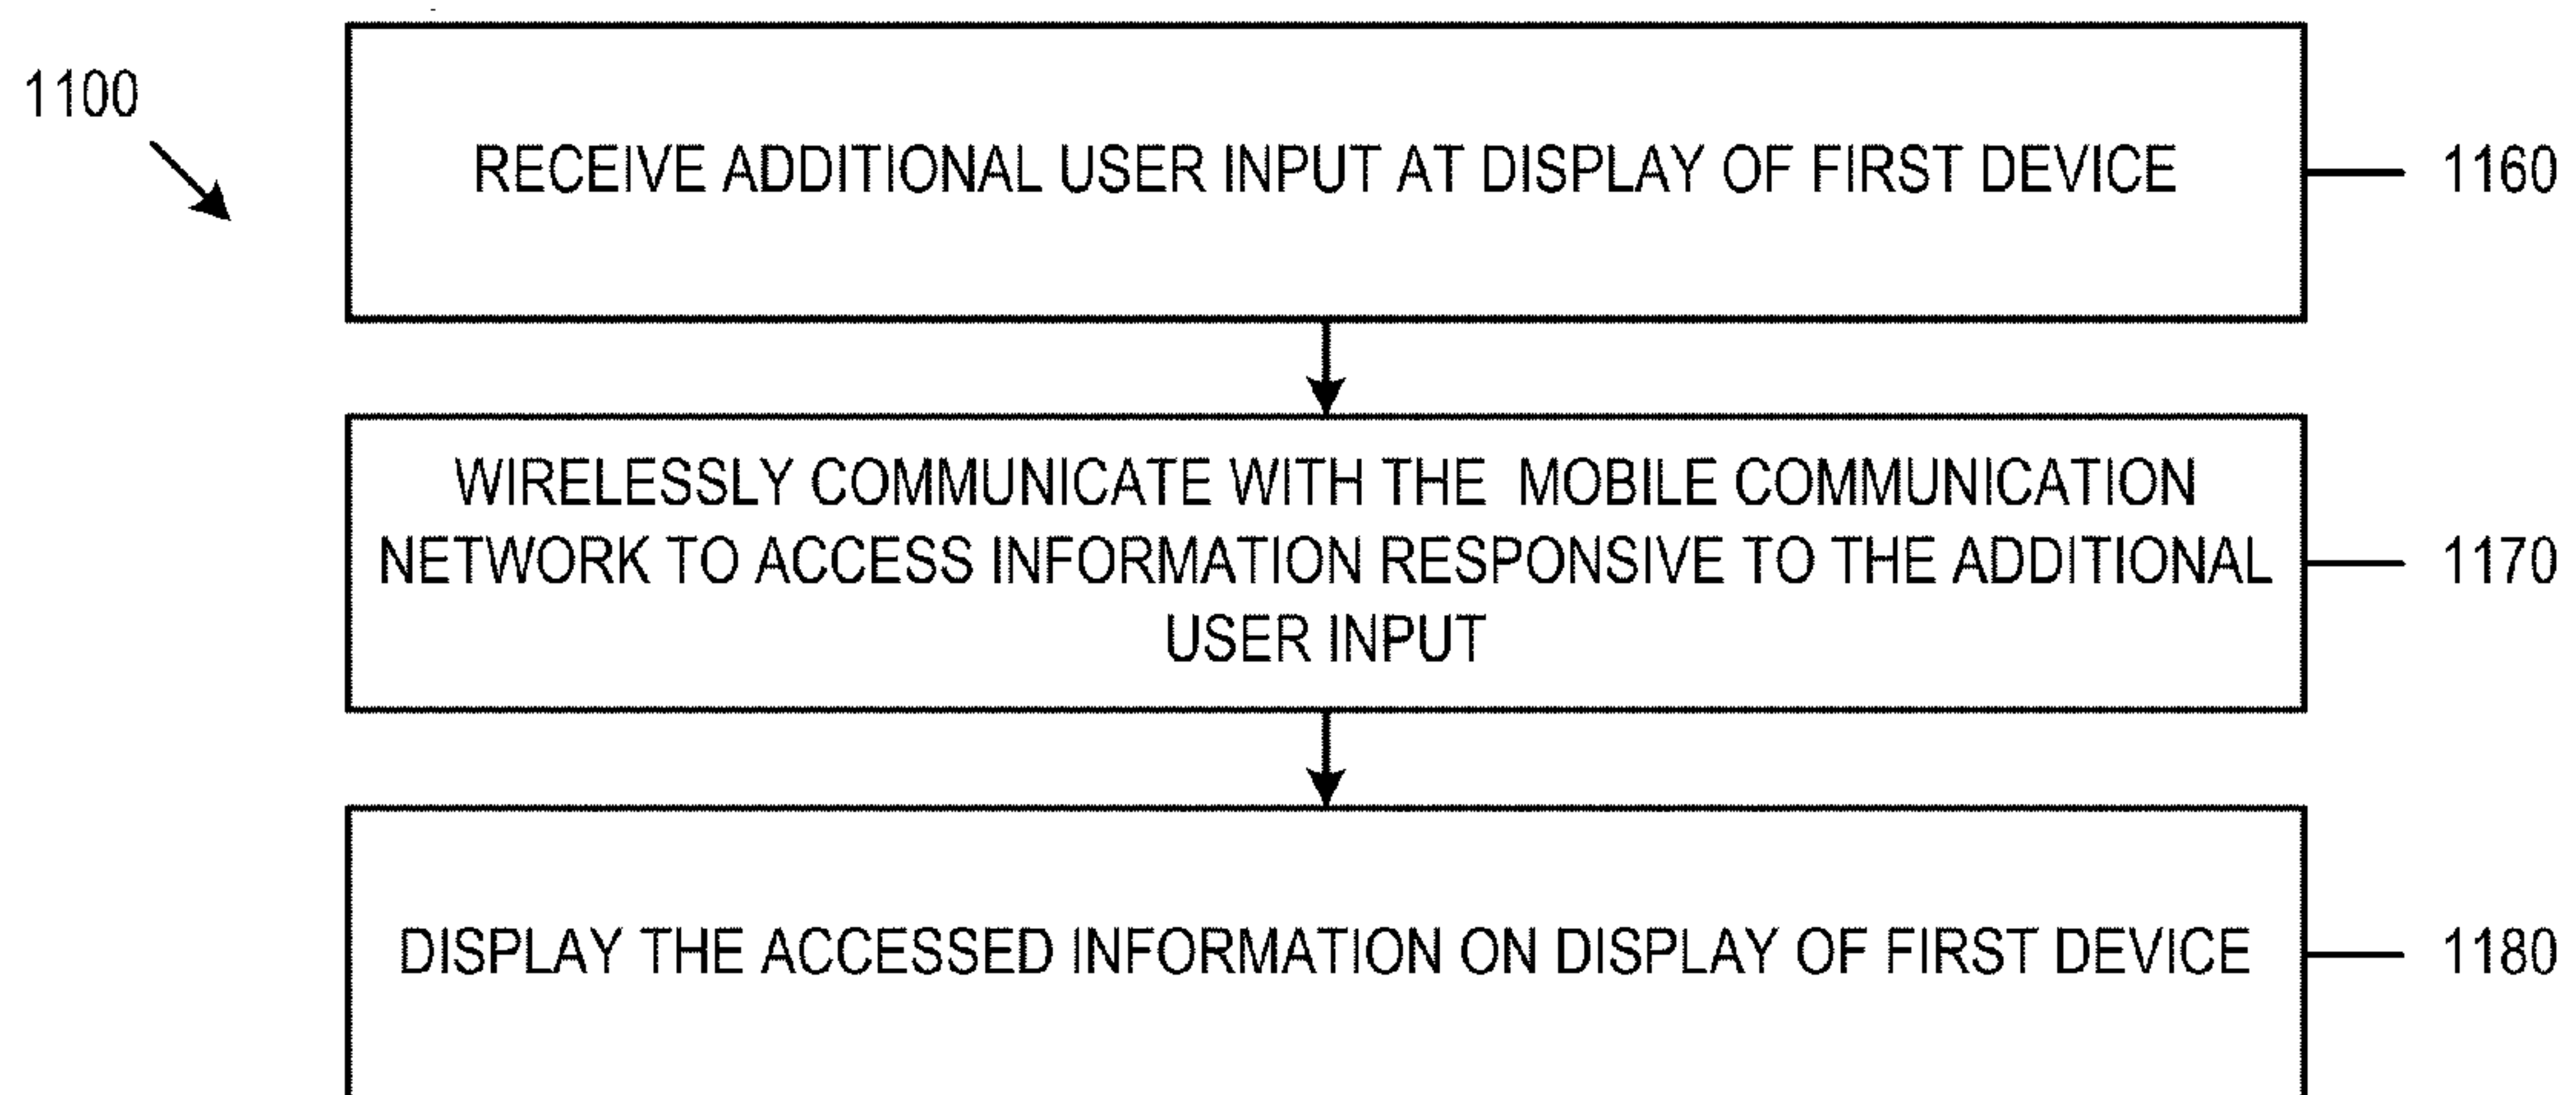 1100
RECEIVE ADDITIONAL USER INPUT AT DISPLAY OF FIRST DEVICE
1160
WIRELESSLY COMMUNICATE WITH THE MOBILE COMMUNICATION
NETWORK TO ACCESS INFORMATION RESPONSIVE TO THE ADDITIONAL
USER INPUT
1170
DISPLAY THE ACCESSED INFORMATION ON DISPLAY OF FIRST DEVICE
1180